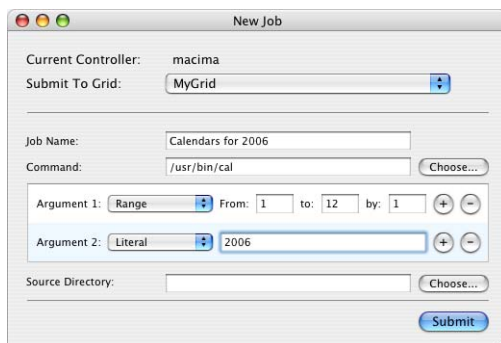 New Job
Current Controller: macima
Submit To Grid: MyGrid
Job Name: Calendars for 2006
Command: /usr/bin/cal Choose...
Argument 1: Range From: 1 to: 12 by: 1 + −
Argument 2: Literal 2006 + −
Source Directory: Choose...
Submit